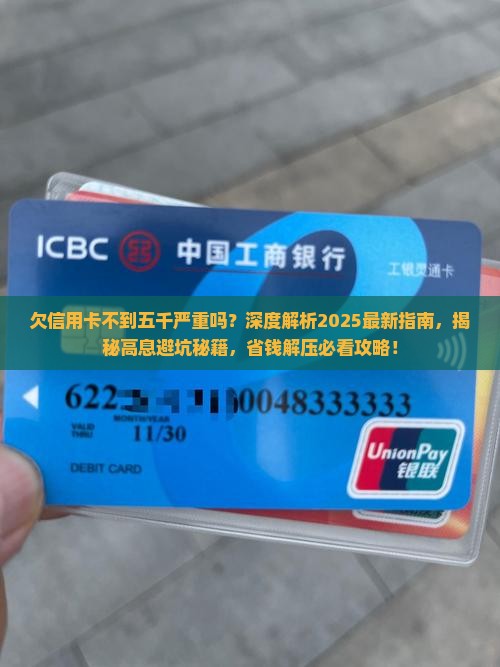 ICBC 中国工商银行
工银灵通卡
欠信用卡不到五千严重吗？深度解析2025最新指南，揭
秘高息避坑秘籍，省钱解压必看攻略！
622
0048333333
MONTH/YEAR
VALID
THRU
11/30
DEBIT CARD
UnionPay
银联